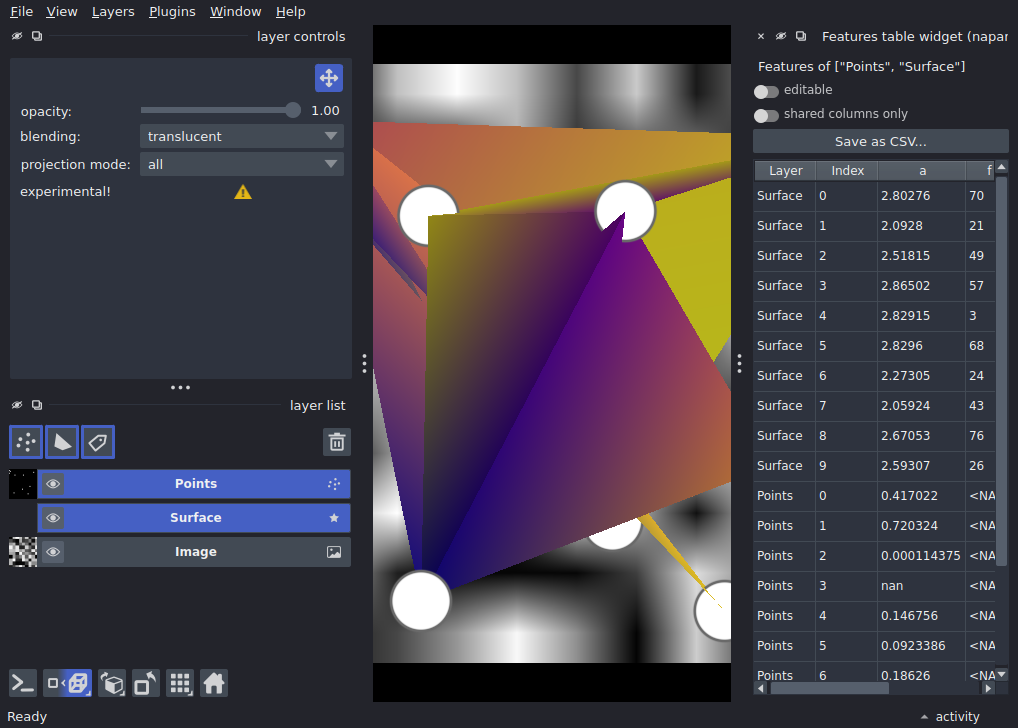 File View Layers Plugins Window Help
layer controls
opacity: 1.00
blending: translucent
projection mode: all
experimental!
layer list
Points
Surface
Image
Ready
Features table widget (napar
Features of ["Points", "Surface"]
editable
shared columns only
Save as CSV...
Layer Index a f
Surface 0 2.80276 70
Surface 1 2.0928 21
Surface 2 2.51815 49
Surface 3 2.86502 57
Surface 4 2.82915 3
Surface 5 2.8296 68
Surface 6 2.27305 24
Surface 7 2.05924 43
Surface 8 2.67053 76
Surface 9 2.59307 26
Points 0 0.417022 <NA
Points 1 0.720324 <NA
Points 2 0.000114375 <NA
Points 3 nan <NA
Points 4 0.146756 <NA
Points 5 0.0923386 <NA
Points 6 0.18626 <NA
activity